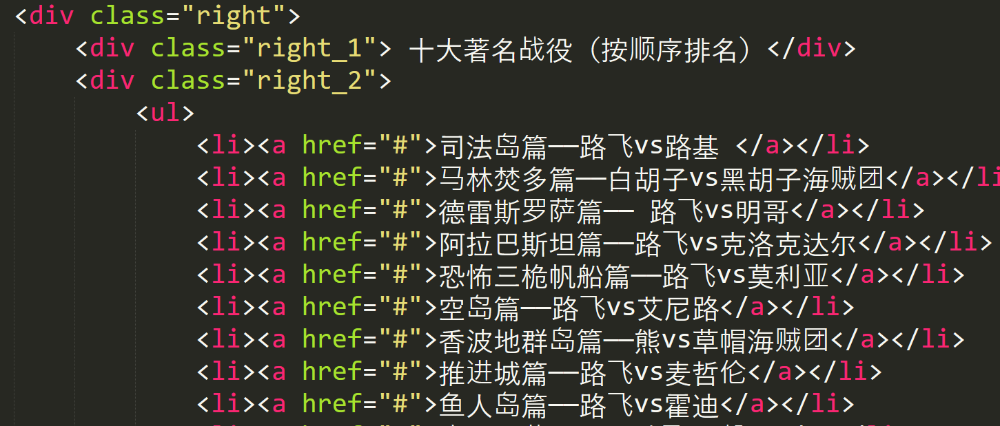 <div class="right">
<div class="right_1"> 十大著名战役（按顺序排名）</div>
<div class="right_2">
<ul>
<li><a href="#">司法岛篇——路飞vs路基 </a></li>
<li><a href="#">马林焚多篇——白胡子vs黑胡子海贼团</a></li
<li><a href="#">德雷斯罗萨篇—— 路飞vs明哥</a></li>
<li><a href="#">阿拉巴斯坦篇——路飞vs克洛克达尔</a></li>
<li><a href="#">恐怖三桅帆船篇——路飞vs莫利亚</a></li>
<li><a href="#">空岛篇——路飞vs艾尼路</a></li>
<li><a href="#">香波地群岛篇——熊vs草帽海贼团</a></li>
<li><a href="#">推进城篇——路飞vs麦哲伦</a></li>
<li><a href="#">鱼人岛篇——路飞vs霍迪</a></li>